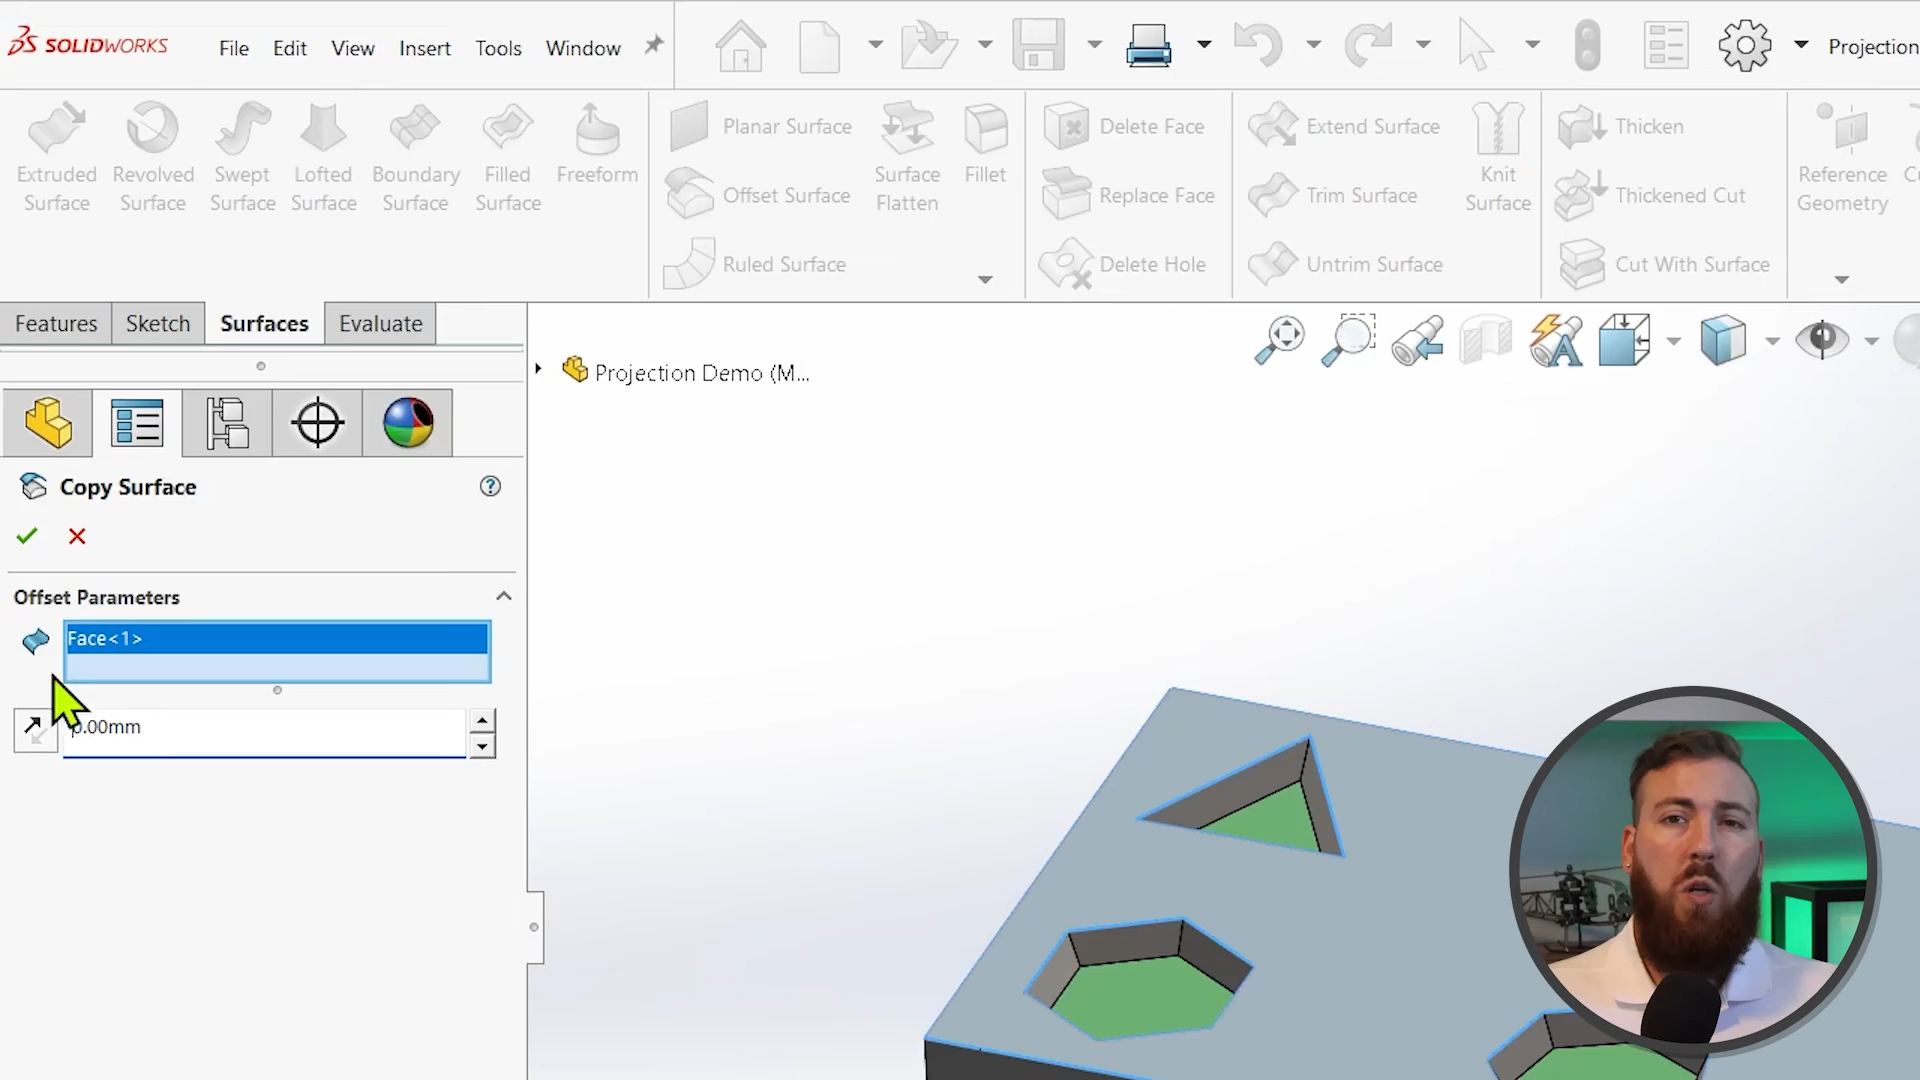 SOLIDWORKS File Edit View Insert Tools Window Projection
Extruded Surface
Revolved Surface
Swept Surface
Lofted Surface
Boundary Surface
Filled Surface
Freeform
Planar Surface
Offset Surface
Ruled Surface
Surface Flatten
Fillet
Delete Face
Replace Face
Delete Hole
Extend Surface
Trim Surface
Untrim Surface
Knit Surface
Thicken
Thickened Cut
Cut With Surface
Reference Geometry
Features Sketch Surfaces Evaluate
Projection Demo (M...
Copy Surface
Offset Parameters
Face<1>
0.00mm